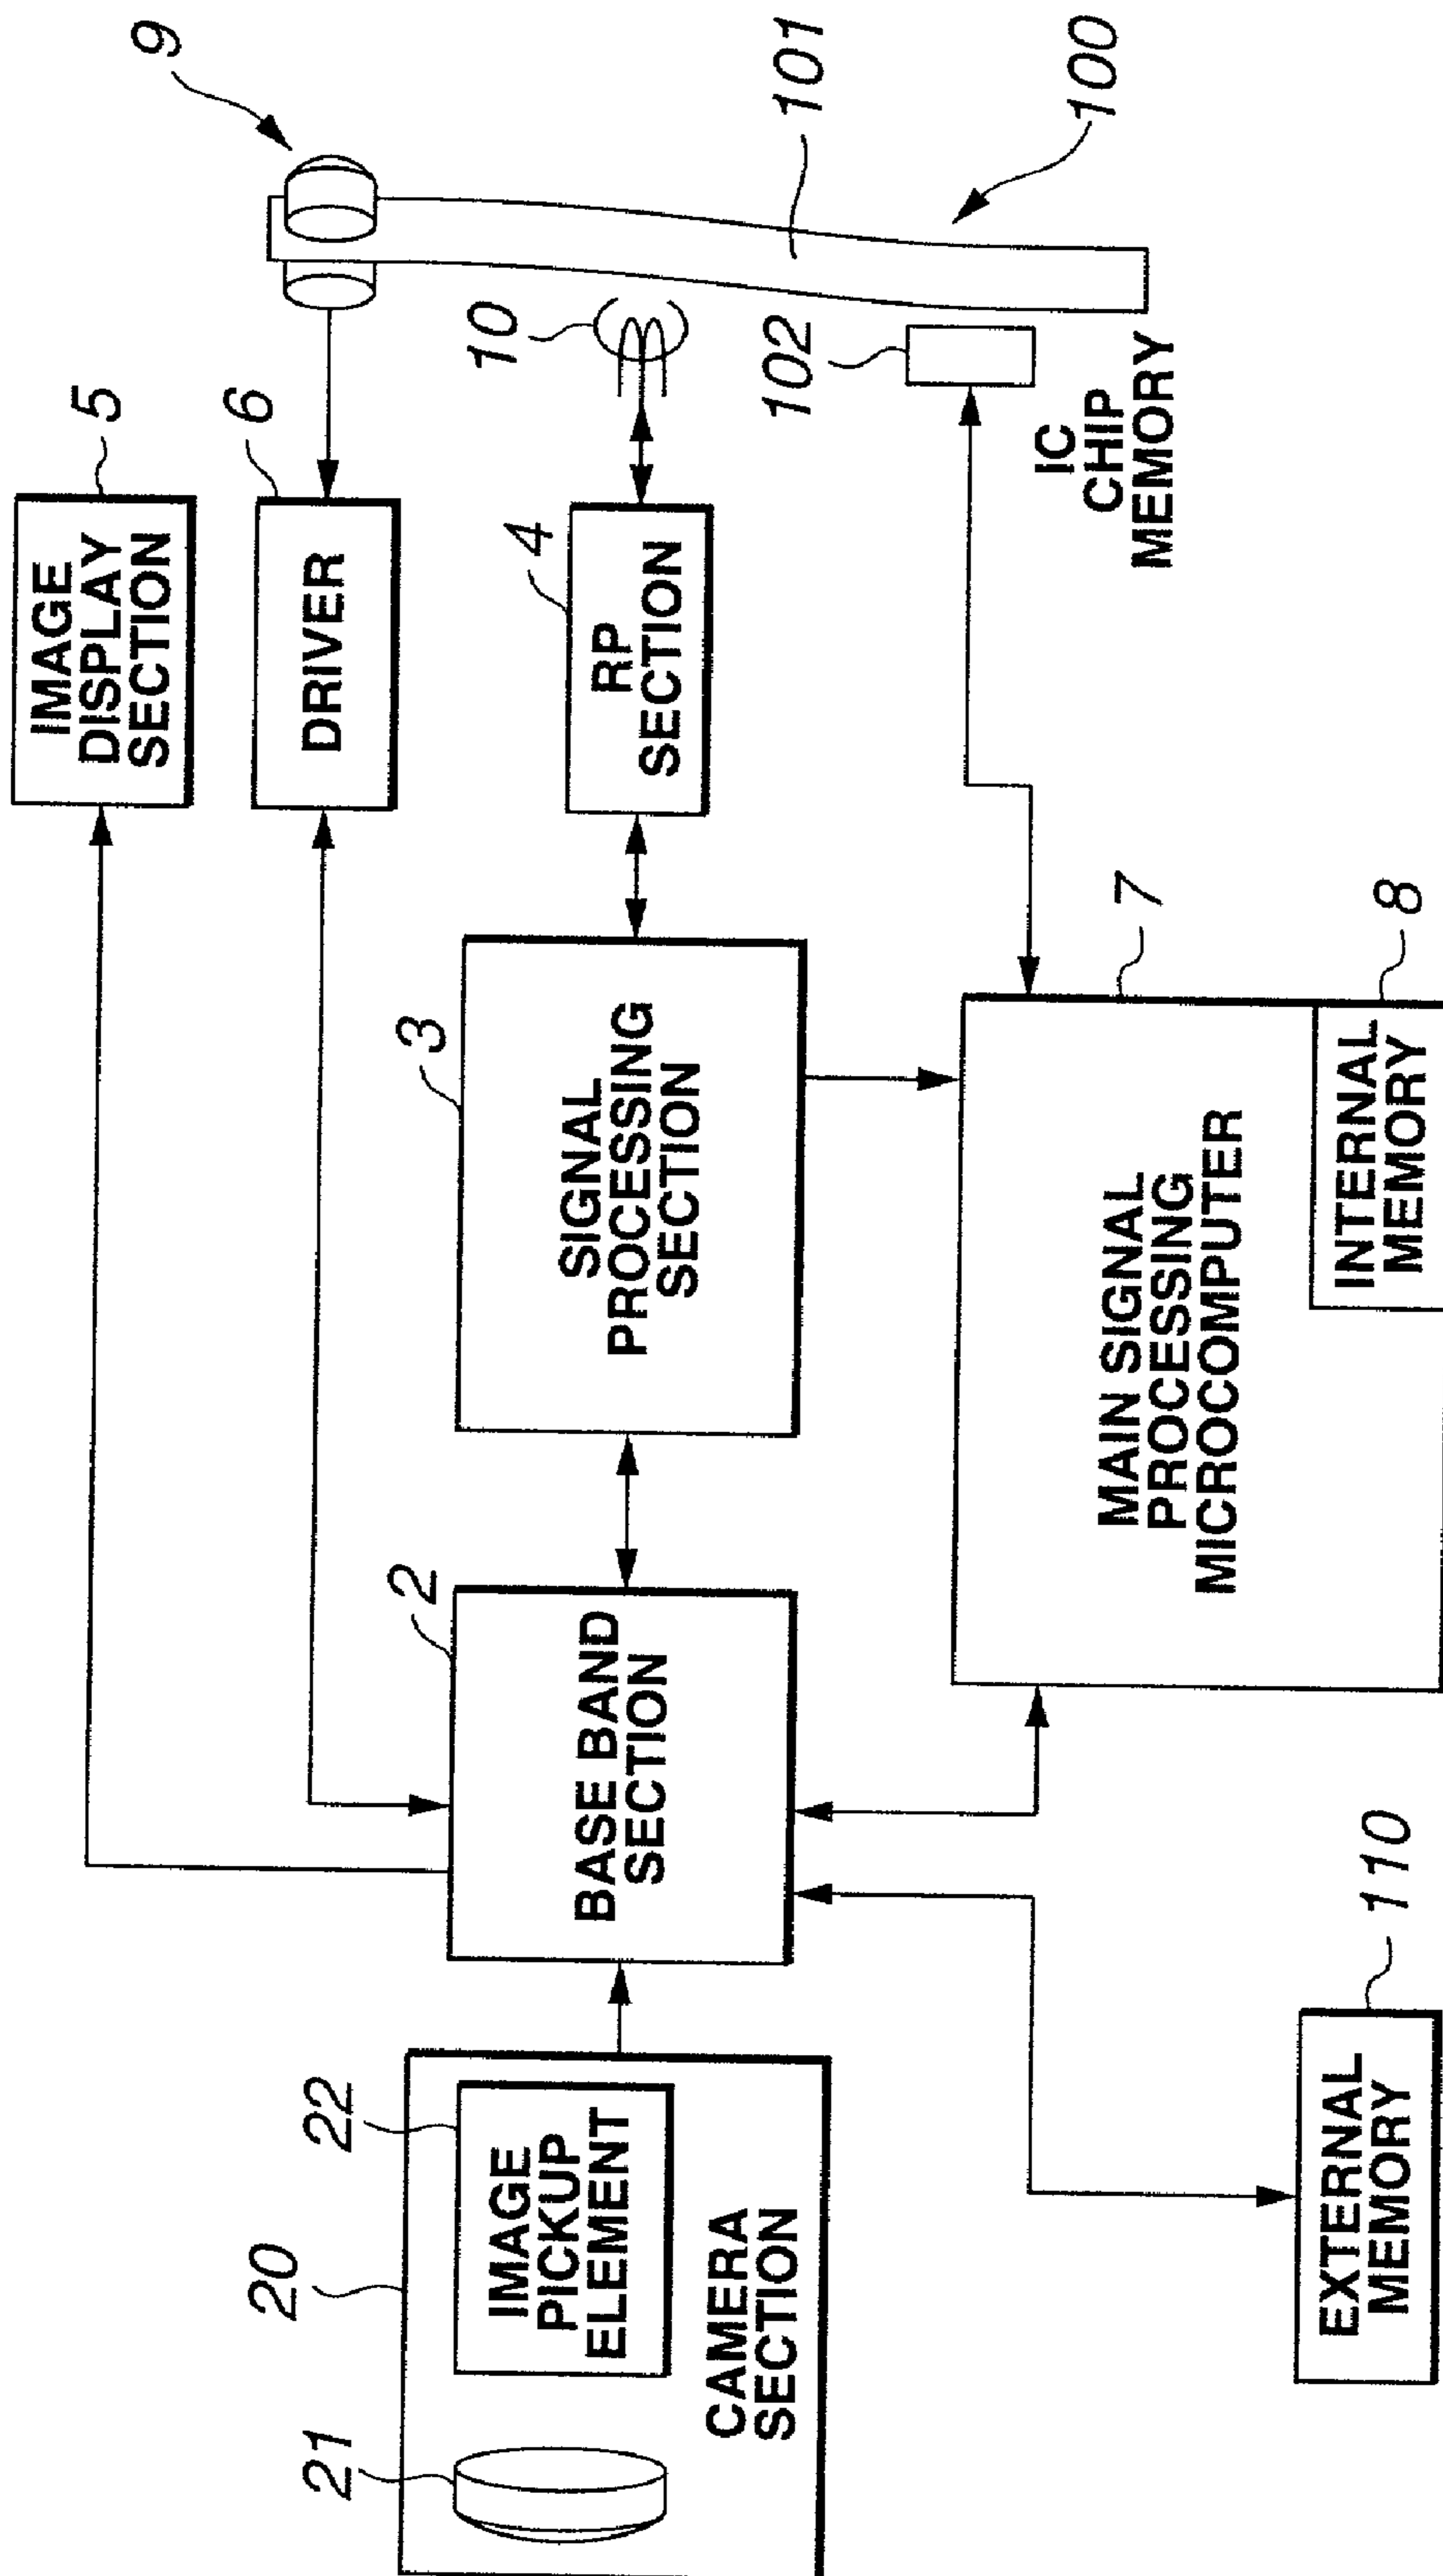 9
IMAGE
DISPLAY
SECTION
5
DRIVER
6
101
100
RP
SECTION
4
10
102
IC
CHIP
MEMORY
SIGNAL
PROCESSING
SECTION
3
MAIN SIGNAL
PROCESSING
MICROCOMPUTER
7
INTERNAL
MEMORY
8
BASE BAND
SECTION
2
20
21
22
IMAGE
PICKUP
ELEMENT
CAMERA
SECTION
EXTERNAL
MEMORY
110